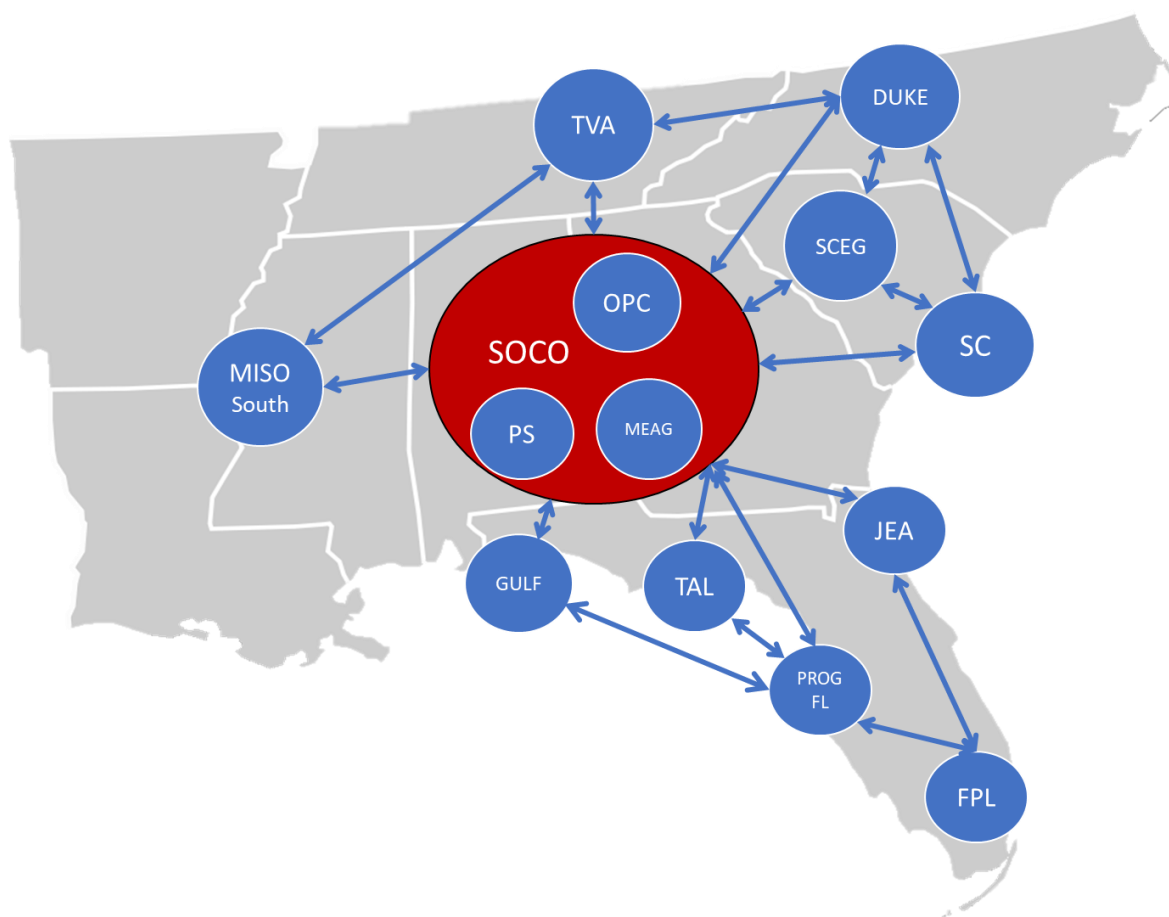 DUKE
TVA
SCEG
OPC
SOCO
SC
MISO
South
PS
MEAG
JEA
GULF
TAL
PROG
FL
FPL